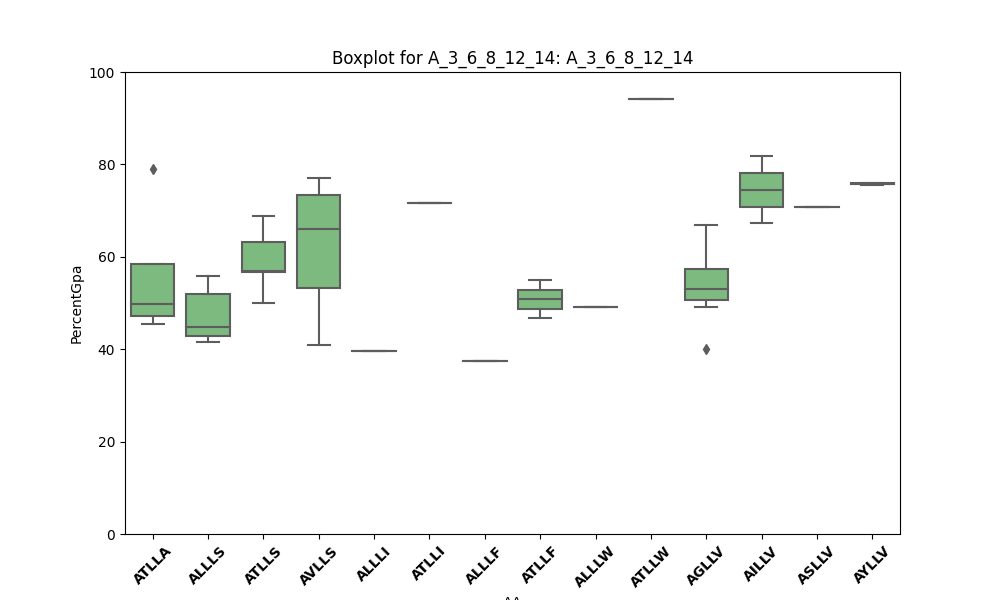 Boxplot for A_3_6_8_12_14: A_3_6_8_12_14
100
80
60
40
20
0
PercentGpa
ATLLA
ALLLS
ATLLS
AVLLS
ALLLI
ATLLI
ALLLF
ATLLF
ALLLW
ATLLW
AGLLV
AILLV
ASLLV
AYLLV